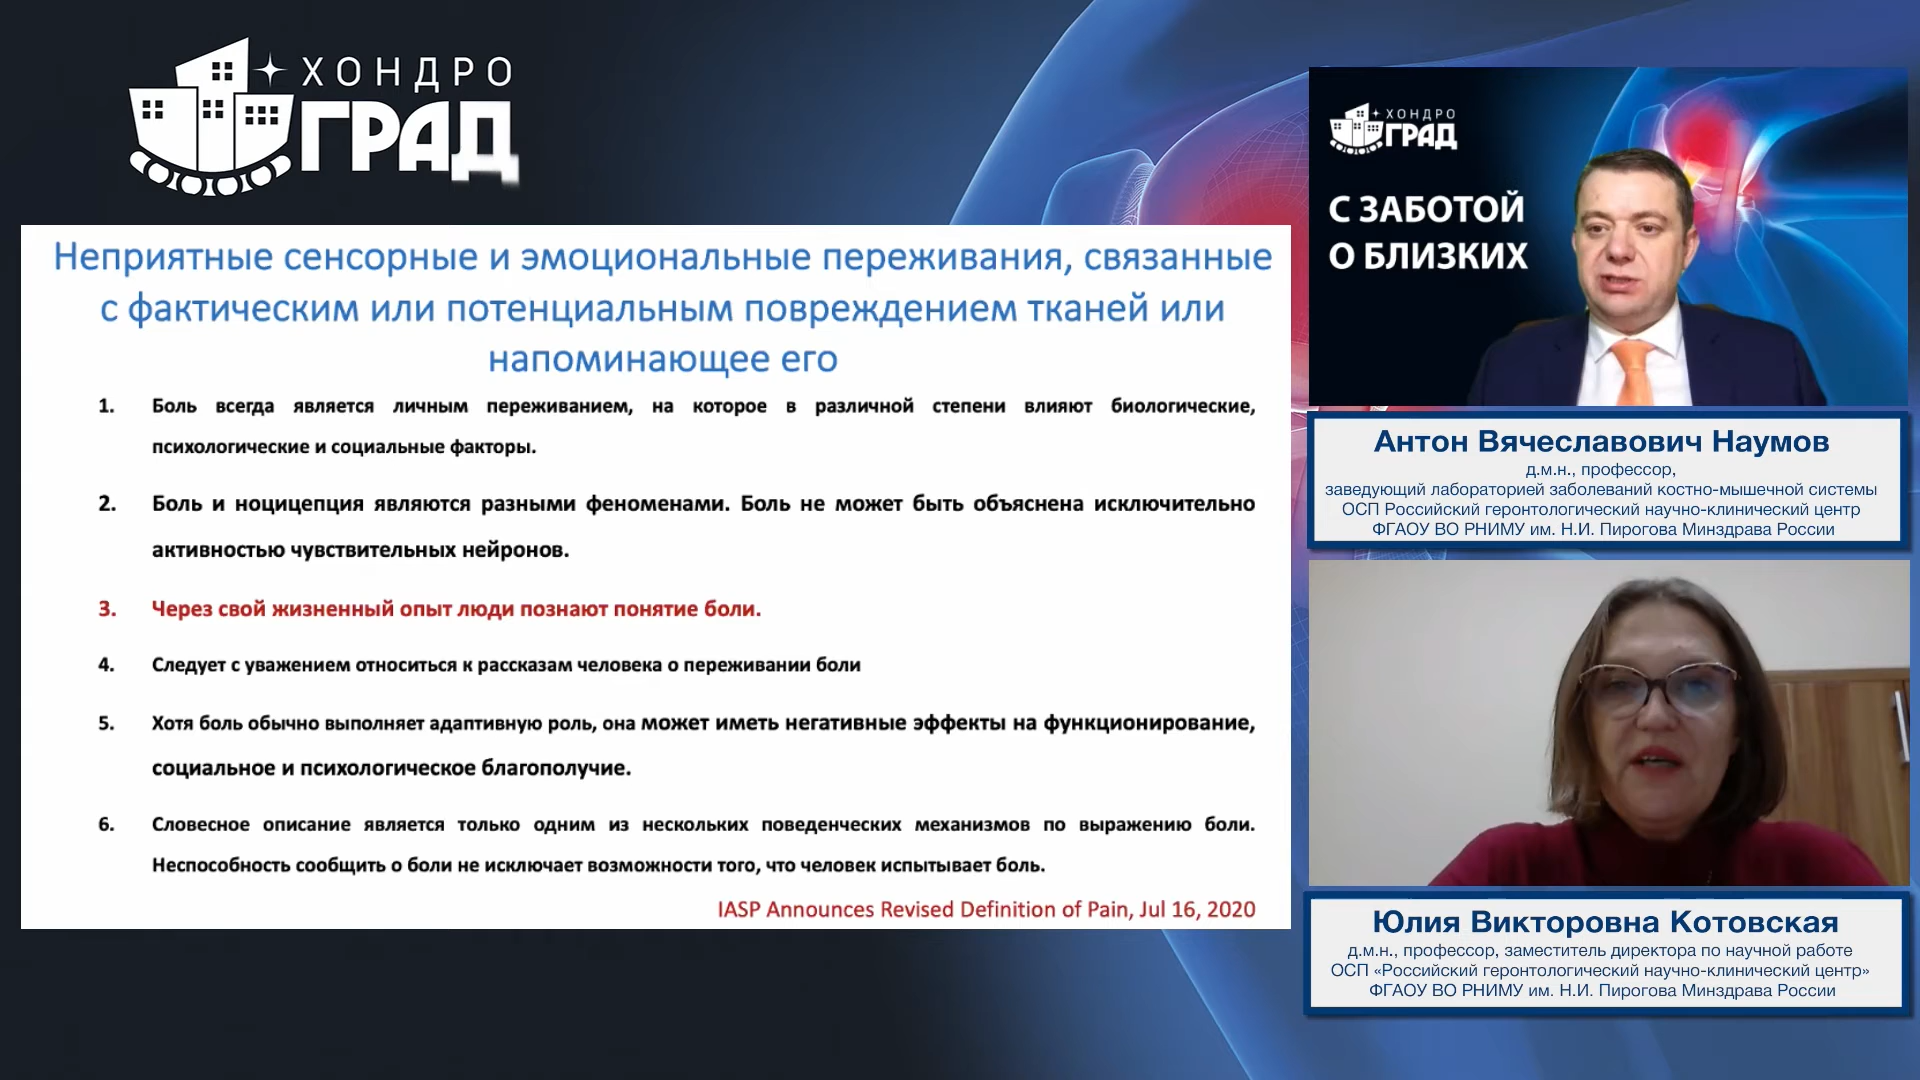 ХОНДРО
ГРАД
Неприятные сенсорные и эмоциональные переживания, связанные
с фактическим или потенциальным повреждением тканей или
напоминающее его
1. Боль всегда является личным переживанием, на которое в различной степени влияют биологические,
психологические и социальные факторы.
2. Боль и ноцицепция являются разными феноменами. Боль не может быть объяснена исключительно
активностью чувствительных нейронов.
3. Через свой жизненный опыт люди познают понятие боли.
4. Следует с уважением относиться к рассказам человека о переживании боли
5. Хотя боль обычно выполняет адаптивную роль, она может иметь негативные эффекты на функционирование,
социальное и психологическое благополучие.
6. Словесное описание является только одним из нескольких поведенческих механизмов по выражению боли.
Неспособность сообщить о боли не исключает возможности того, что человек испытывает боль.
IASP Announces Revised Definition of Pain, Jul 16, 2020
ХОНДРО
ГРАД
С ЗАБОТОЙ
О БЛИЗКИХ
Антон Вячеславович Наумов
д.м.н., профессор,
заведующий лабораторией заболеваний костно-мышечной системы
ОСП Российский геронтологический научно-клинический центр
ФГАОУ ВО РНИМУ им. Н.И. Пирогова Минздрава России
Юлия Викторовна Котовская
д.м.н., профессор, заместитель директора по научной работе
ОСП «Российский геронтологический научно-клинический центр»
ФГАОУ ВО РНИМУ им. Н.И. Пирогова Минздрава России